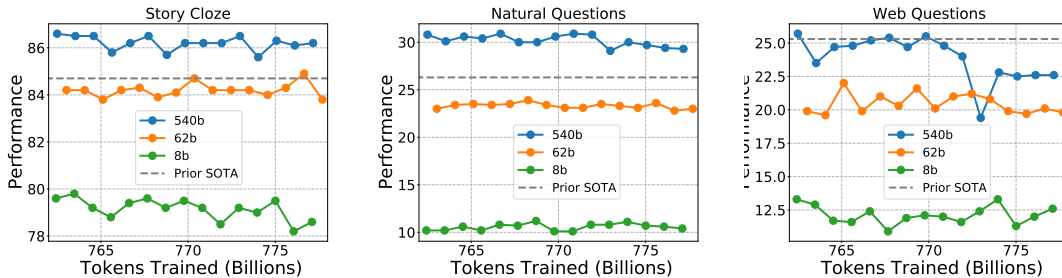 Story Cloze
Performance
86
84
82
80
78
540b
62b
8b
Prior SOTA
765
770
775
Tokens Trained (Billions)
Natural Questions
Performance
30
25
20
15
10
540b
62b
8b
Prior SOTA
765
770
775
Tokens Trained (Billions)
Web Questions
Performance
25.0
22.5
20.0
17.5
15.0
12.5
540b
62b
8b
Prior SOTA
765
770
775
Tokens Trained (Billions)